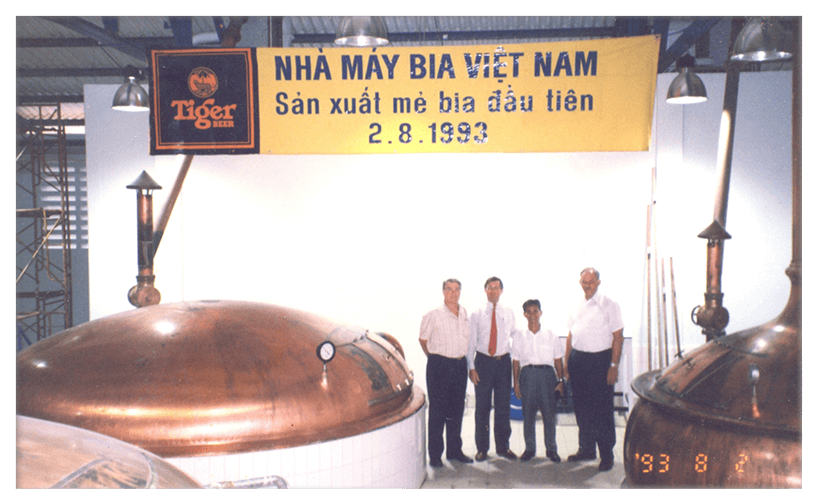 Tiger
BEER
NHÀ MÁY BIA VIỆT NAM
Sản xuất mẻ bia đầu tiên
2.8.1993
'93 8 2